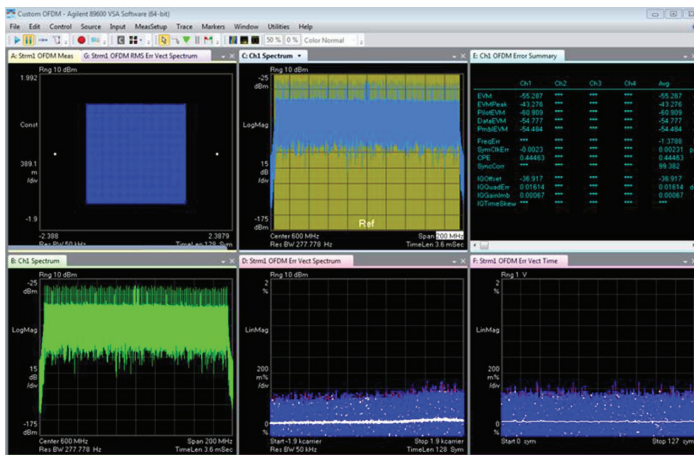 Custom OFDM - Agilent 89600 VSA Software (64-bit)
File Edit Control Source Input MeasSetup Trace Markers Window Utilities Help
50 % 0 % Color Normal
A: Strm1 OFDM Meas G: Strm1 OFDM RMS Err Vect Spectrum
Rng 10 dBm
1.992
Const
389.1
m
/div
-1.9
-2.388 2.3879
Res BW 50 kHz TimeLen 128 Sym
C: Ch1 Spectrum
Rng 10 dBm
-25
dBm
LogMag
15
dB
/div
-175
dBm
Ref
Center 600 MHz Span 200 MHz
Res BW 277.778 Hz TimeLen 3.6 mSec
E: Ch1 OFDM Error Summary
Ch1 Ch2 Ch3 Ch4 Avg
EVM -55.287 *** *** *** -55.287
EVMPeak -43.276 *** *** *** -43.276
PilotEVM -60.909 *** *** *** -60.909
DataEVM -54.777 *** *** *** -54.777
PmblEVM -54.484 *** *** *** -54.484
FreqErr *** *** *** *** -1.3788
SymClkErr -0.0023 *** *** *** 0.00231 p
CPE 0.44463 *** *** *** 0.44463
SyncCorr *** *** *** *** 99.382
IQOffset -36.917 *** *** *** -36.917
IQQuadErr 0.01614 *** *** *** 0.01614 d
IQGainImb 0.00067 *** *** *** 0.00067
IQTimeSkew *** *** *** *** ***
B: Ch1 Spectrum
Rng 10 dBm
-25
dBm
LogMag
15
dB
/div
-175
dBm
Center 600 MHz Span 200 MHz
Res BW 277.778 Hz TimeLen 3.6 mSec
D: Strm1 OFDM Err Vect Spectrum
Rng 10 dBm
2
%
LinMag
200
m%
/div
0
%
Start -1.9 kcarrier Stop 1.9 kcarrier
Res BW 50 kHz TimeLen 128 Sym
F: Strm1 OFDM Err Vect Time
Rng 1 V
2
%
LinMag
200
m%
/div
0
%
Start 0 sym Stop 127 sym